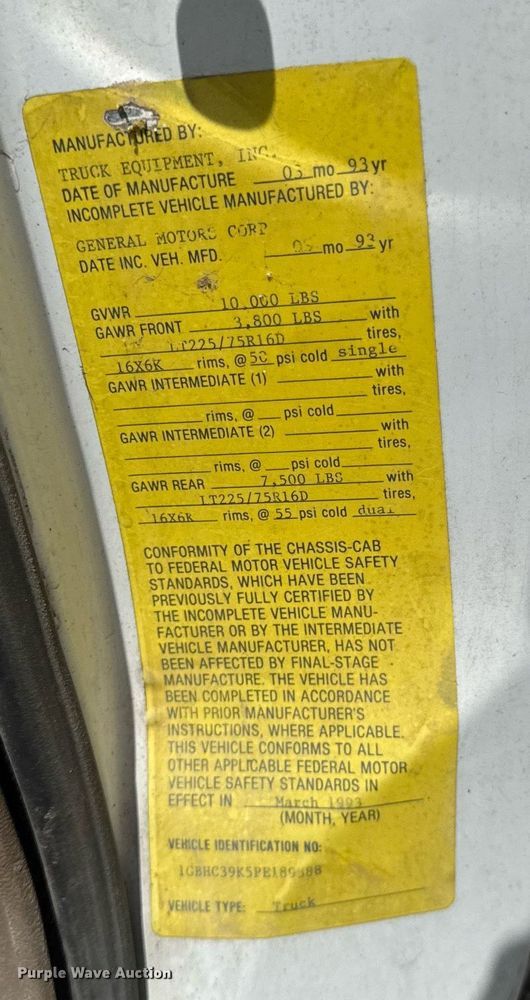 MANUFACTURED BY:
TRUCK EQUIPMENT, INC.
DATE OF MANUFACTURE 03 mo 93 yr
INCOMPLETE VEHICLE MANUFACTURED BY:
GENERAL MOTORS CORP
DATE INC. VEH. MFD. mo 93 yr
GVWR 10,000 LBS
GAWR FRONT 3,800 LBS with
LT225/75R16D tires,
16X6K rims, @ 50 psi cold single
GAWR INTERMEDIATE (1) with
tires,
rims, @ psi cold
GAWR INTERMEDIATE (2) with
tires,
rims, @ psi cold
GAWR REAR 7,500 LBS with
LT225/75R16D tires,
16X6K rims, @ 55 psi cold dual
CONFORMITY OF THE CHASSIS-CAB
TO FEDERAL MOTOR VEHICLE SAFETY
STANDARDS, WHICH HAVE BEEN
PREVIOUSLY FULLY CERTIFIED BY
THE INCOMPLETE VEHICLE MANU-
FACTURER OR BY THE INTERMEDIATE
VEHICLE MANUFACTURER, HAS NOT
BEEN AFFECTED BY FINAL-STAGE
MANUFACTURE. THE VEHICLE HAS
BEEN COMPLETED IN ACCORDANCE
WITH PRIOR MANUFACTURER'S
INSTRUCTIONS, WHERE APPLICABLE.
THIS VEHICLE CONFORMS TO ALL
OTHER APPLICABLE FEDERAL MOTOR
VEHICLE SAFETY STANDARDS IN
EFFECT IN March 1993
(MONTH, YEAR)
VEHICLE IDENTIFICATION NO:
VEHICLE TYPE: Truck
Purple Wave Auction